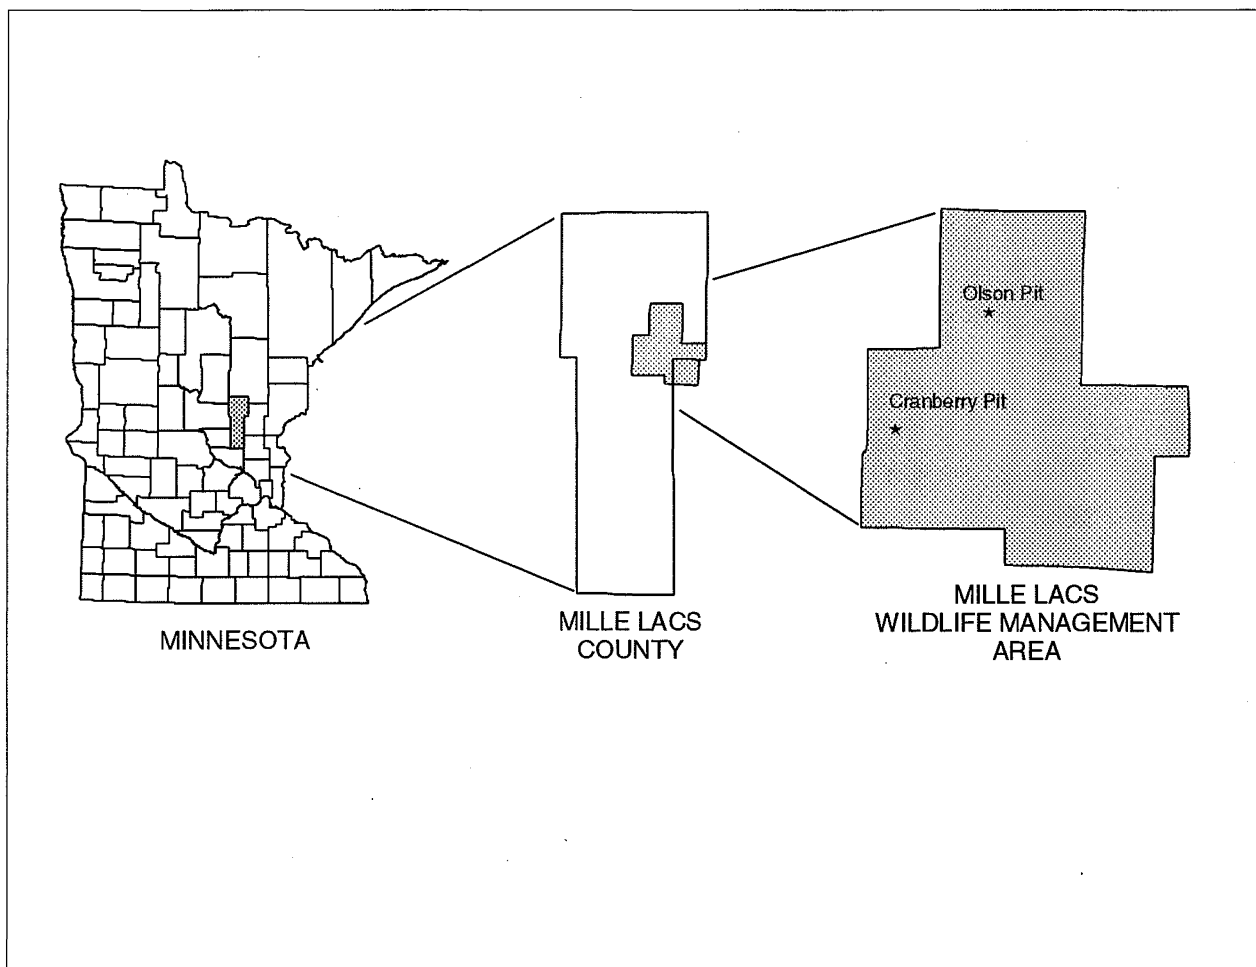 Olson Pit
Cranberry Pit
MINNESOTA
MILLE LACS
COUNTY
MILLE LACS
WILDLIFE MANAGEMENT
AREA